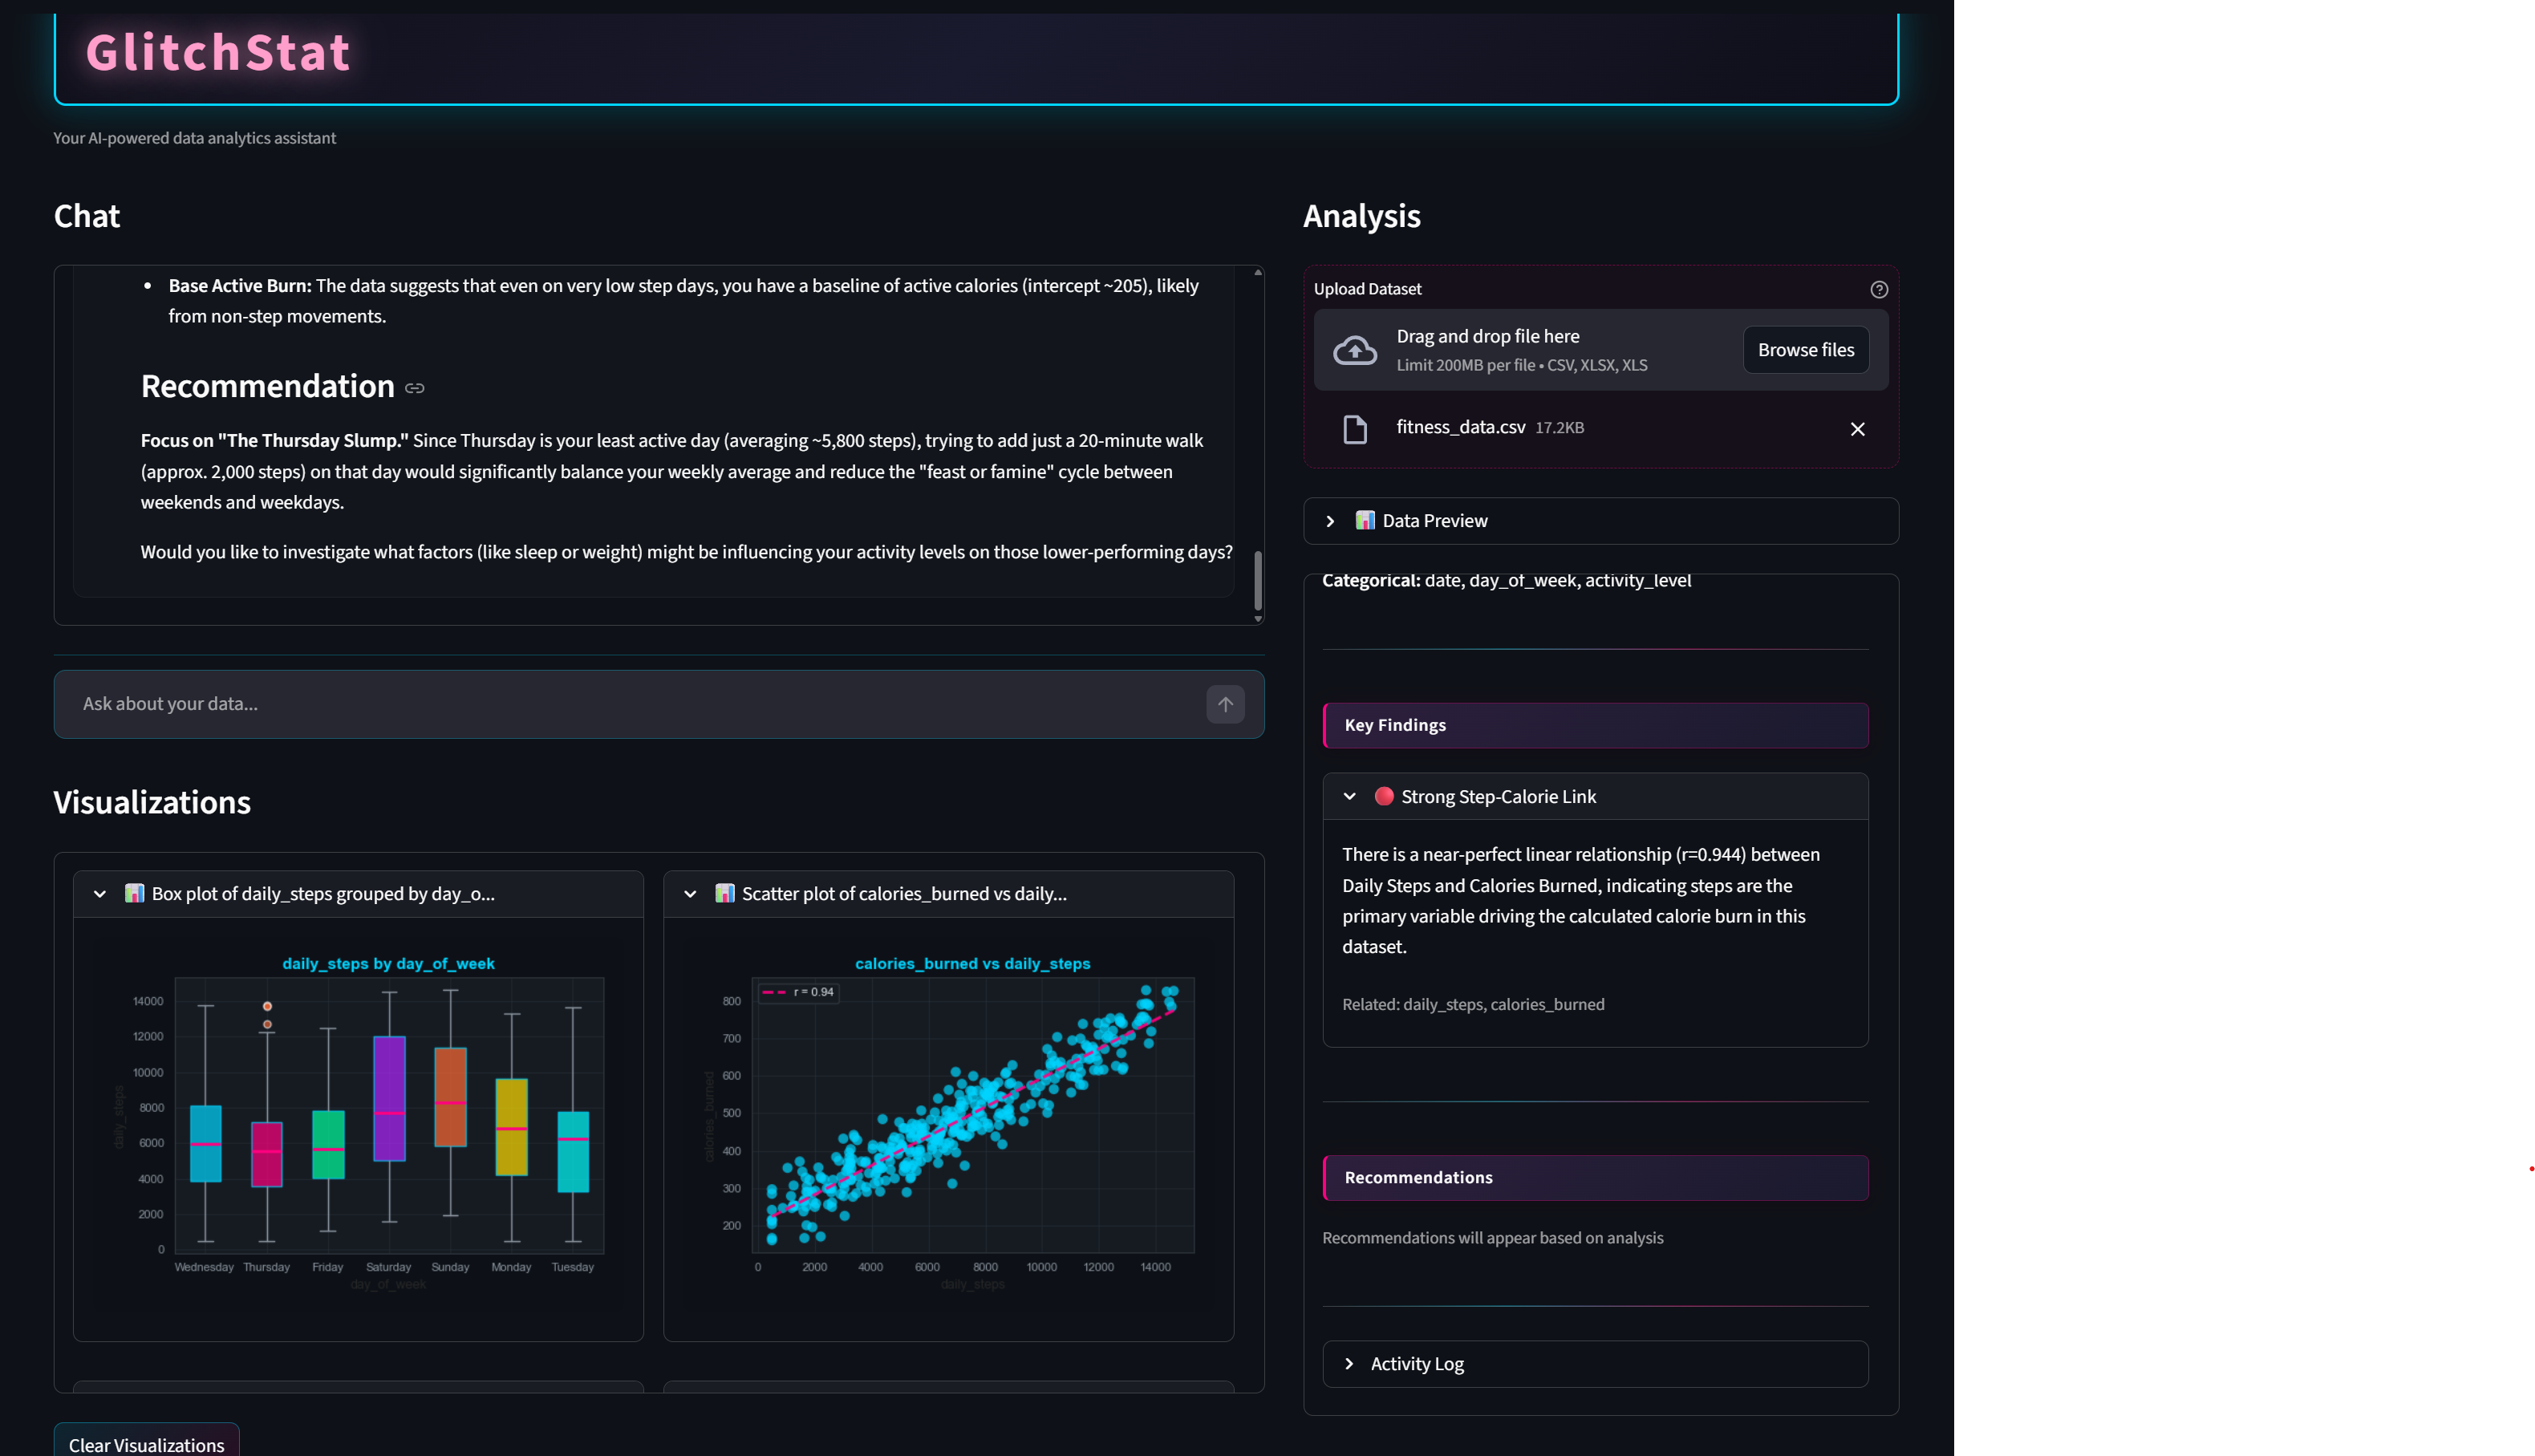 GlitchStat
Your AI-powered data analytics assistant
Chat
• Base Active Burn: The data suggests that even on very low step days, you have a baseline of active calories (intercept ~205), likely
from non-step movements.
Recommendation
Focus on "The Thursday Slump." Since Thursday is your least active day (averaging ~5,800 steps), trying to add just a 20-minute walk
(approx. 2,000 steps) on that day would significantly balance your weekly average and reduce the "feast or famine" cycle between
weekends and weekdays.
Would you like to investigate what factors (like sleep or weight) might be influencing your activity levels on those lower-performing days?
Ask about your data...
Visualizations
Box plot of daily_steps grouped by day_o...
daily_steps by day_of_week
14000
12000
10000
8000
6000
4000
2000
0
daily_steps
Wednesday Thursday Friday Saturday Sunday Monday Tuesday
day_of_week
Scatter plot of calories_burned vs daily...
calories_burned vs daily_steps
r = 0.94
800
700
600
500
400
300
200
calories_burned
0 2000 4000 6000 8000 10000 12000 14000
daily_steps
Clear Visualizations
Analysis
Upload Dataset
Drag and drop file here
Limit 200MB per file • CSV, XLSX, XLS
Browse files
fitness_data.csv 17.2KB
Data Preview
Categorical: date, day_of_week, activity_level
Key Findings
Strong Step-Calorie Link
There is a near-perfect linear relationship (r=0.944) between
Daily Steps and Calories Burned, indicating steps are the
primary variable driving the calculated calorie burn in this
dataset.
Related: daily_steps, calories_burned
Recommendations
Recommendations will appear based on analysis
Activity Log